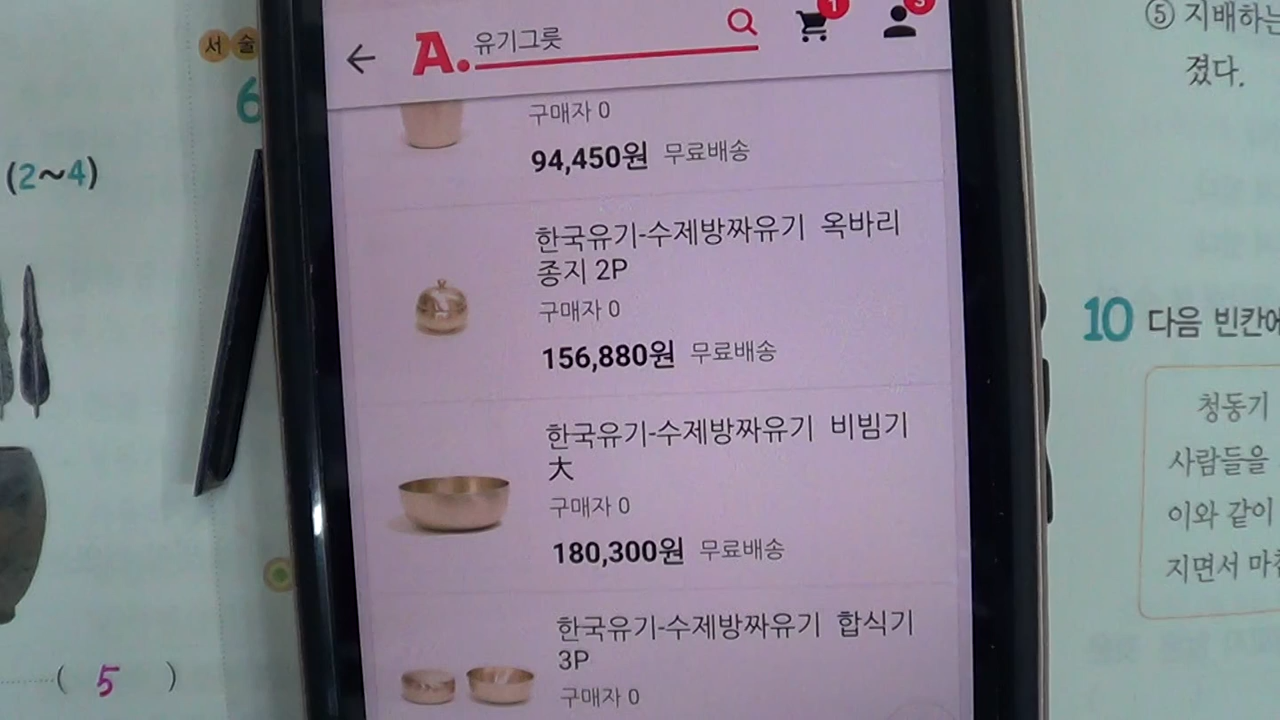 서 술
6
(2~4)
( 5 )
A. 유기그릇
1
구매자 0
94,450원 무료배송
한국유기-수제방짜유기 옥바리
종지 2P
구매자 0
156,880원 무료배송
한국유기-수제방짜유기 비빔기
大
구매자 0
180,300원 무료배송
한국유기-수제방짜유기 합식기
3P
구매자 0
⑤ 지배하는
졌다.
10 다음 빈칸에
청동기
사람들을
이와 같이
지면서 마